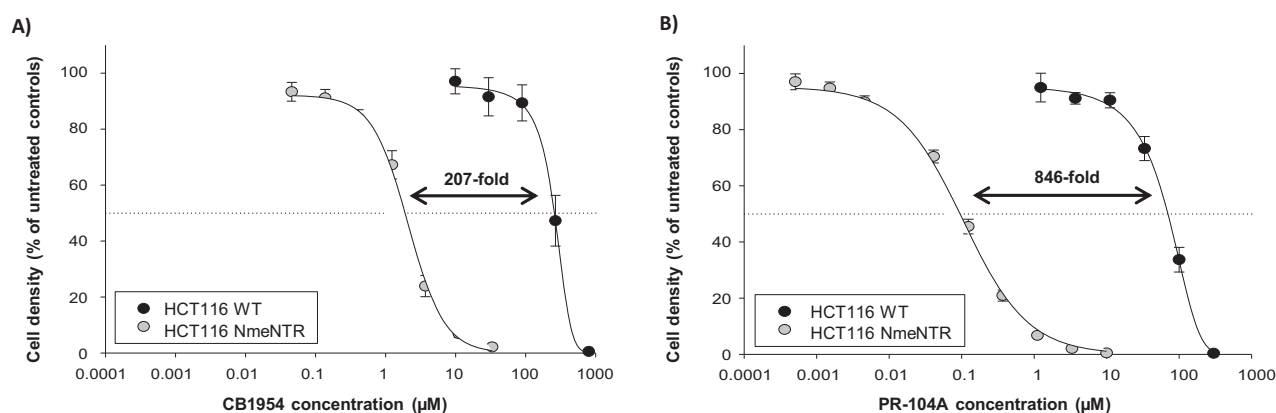 A)
Cell density (% of untreated controls)
100
80
60
40
20
0
207-fold
HCT116 WT
HCT116 NmeNTR
0.0001
0.001
0.01
0.1
1
10
100
1000
CB1954 concentration (µM)
B)
Cell density (% of untreated controls)
100
80
60
40
20
0
846-fold
HCT116 WT
HCT116 NmeNTR
0.0001
0.001
0.01
0.1
1
10
100
1000
PR-104A concentration (µM)